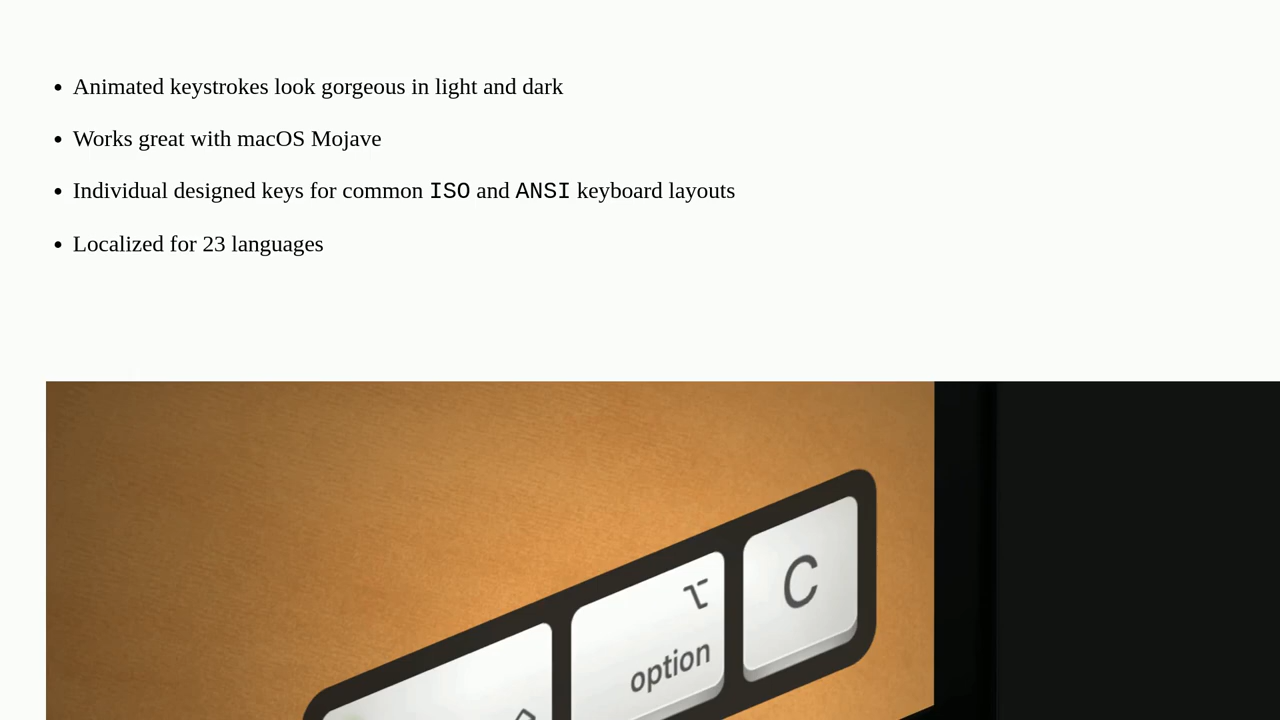 Animated keystrokes look gorgeous in light and dark
Works great with macOS Mojave
Individual designed keys for common ISO and ANSI keyboard layouts
Localized for 23 languages
⌥
C
option